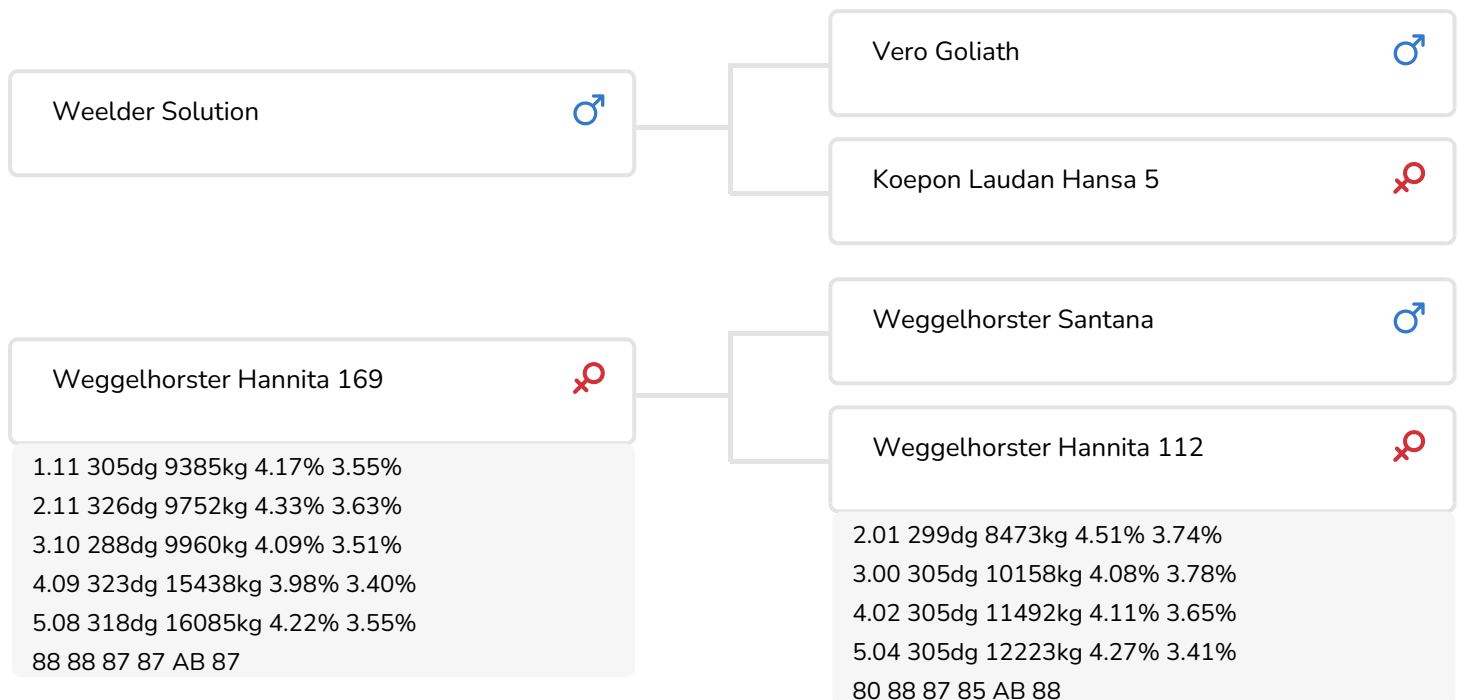 Weelder Solution
Vero Goliath
Koepon Laudan Hansa 5
Weggelhorster Hannita 169
1.11 305dg 9385kg 4.17% 3.55%
2.11 326dg 9752kg 4.33% 3.63%
3.10 288dg 9960kg 4.09% 3.51%
4.09 323dg 15438kg 3.98% 3.40%
5.08 318dg 16085kg 4.22% 3.55%
88 88 87 87 AB 87
Weggelhorster Santana
Weggelhorster Hannita 112
2.01 299dg 8473kg 4.51% 3.74%
3.00 305dg 10158kg 4.08% 3.78%
4.02 305dg 11492kg 4.11% 3.65%
5.04 305dg 12223kg 4.27% 3.41%
80 88 87 85 AB 88